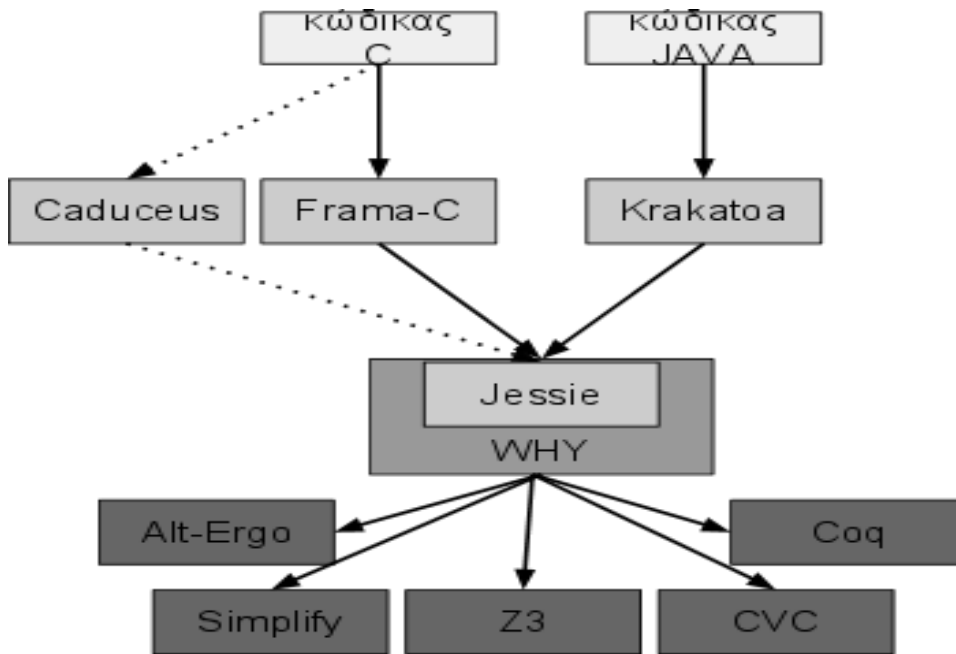 κώδικας
C
κώδικας
JAVA
Caduceus
Frama-C
Krakatoa
Jessie
WHY
Alt-Ergo
Coq
Simplify
Z3
CVC